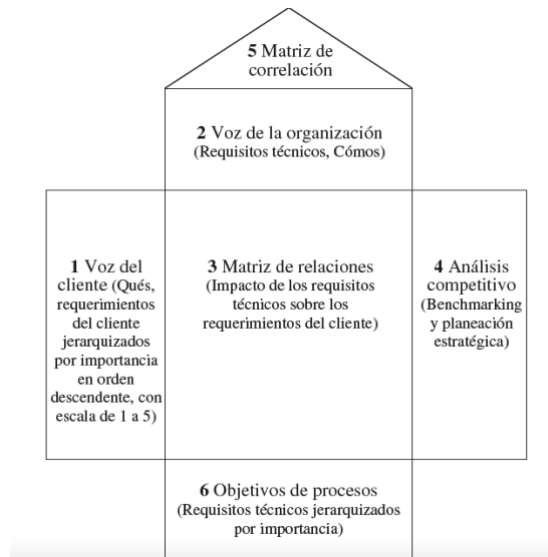 5 Matriz de
correlación
2 Voz de la organización
(Requisitos técnicos, Cómos)
1 Voz del
cliente (Qués,
requerimientos
del cliente
jerarquizados
por importancia
en orden
descendente, con
escala de 1 a 5)
3 Matriz de relaciones
(Impacto de los requisitos
técnicos sobre los
requerimientos del cliente)
4 Análisis
competitivo
(Benchmarking
y planeación
estratégica)
6 Objetivos de procesos
(Requisitos técnicos jerarquizados
por importancia)